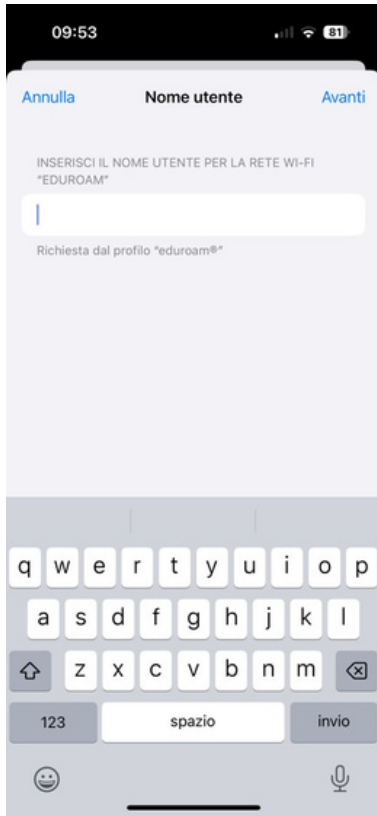 09:53
81
Annulla Nome utente Avanti
INSERISCI IL NOME UTENTE PER LA RETE WI-FI
"EDUROAM"
Richiesta dal profilo "eduroam®"
q w e r t y u i o p
a s d f g h j k l
z x c v b n m
123 spazio invio